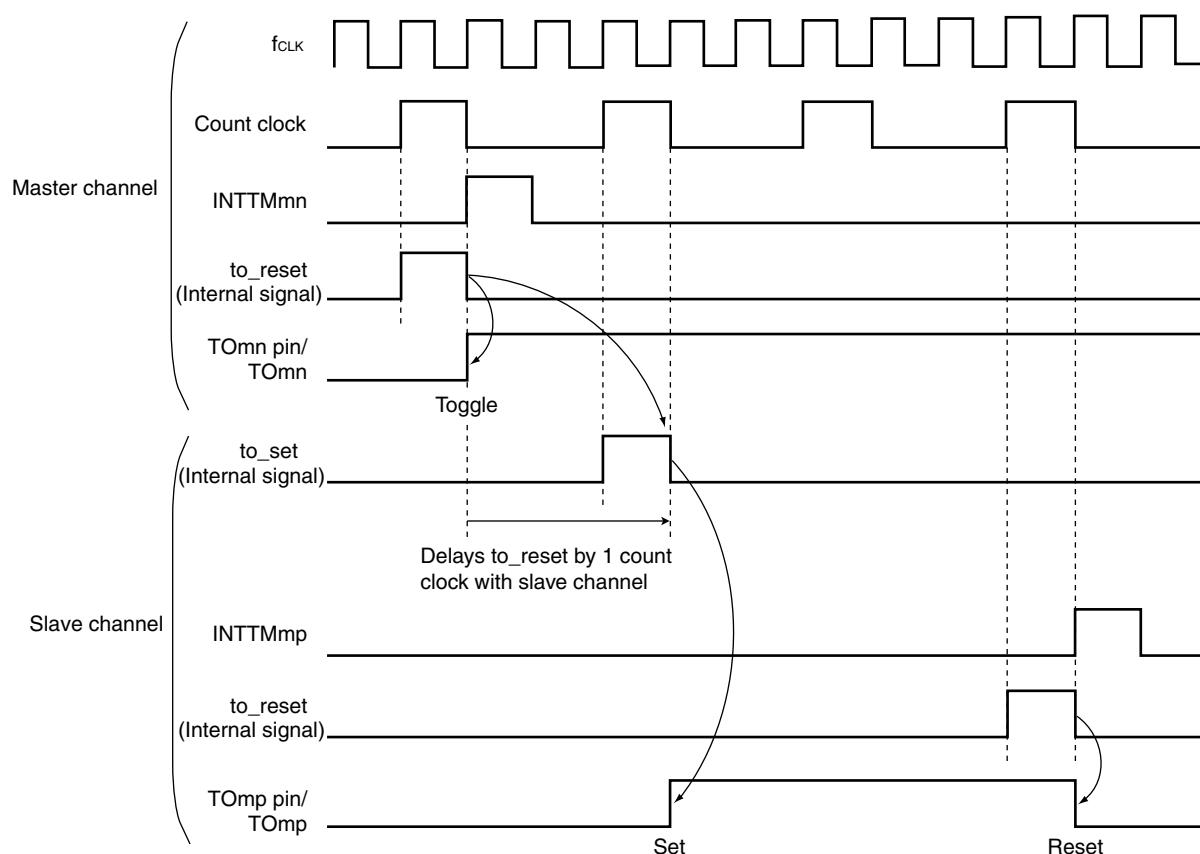 fCLK
Count clock
Master channel
INTTMmn
to_reset
(Internal signal)
TOmn pin/
TOmn
Toggle
to_set
(Internal signal)
Delays to_reset by 1 count
clock with slave channel
Slave channel
INTTMmp
to_reset
(Internal signal)
TOmp pin/
TOmp
Set
Reset